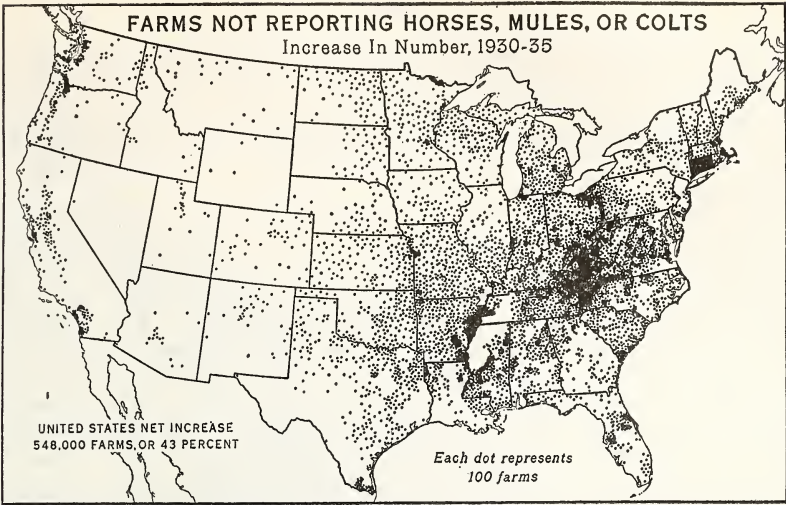 FARMS NOT REPORTING HORSES, MULES, OR COLTS
Increase In Number, 1930-35
UNITED STATES NET INCREASE
548,000 FARMS, OR 43 PERCENT
Each dot represents
100 farms